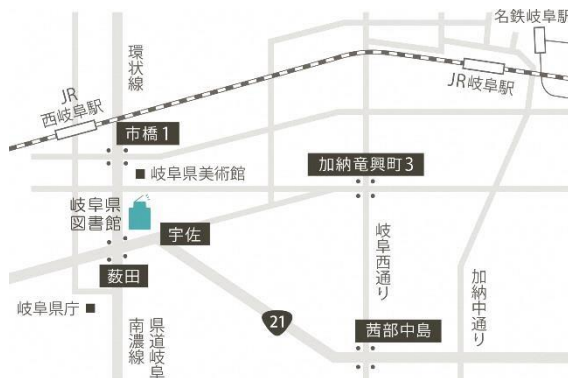 名鉄岐阜駅
環状線
JR
西岐阜駅
JR岐阜駅
市橋1
岐阜県美術館
加納竜興町3
岐阜県
図書館
宇佐
薮田
岐阜西通り
加納中通り
岐阜県庁
県道岐阜
南濃線
21
茜部中島